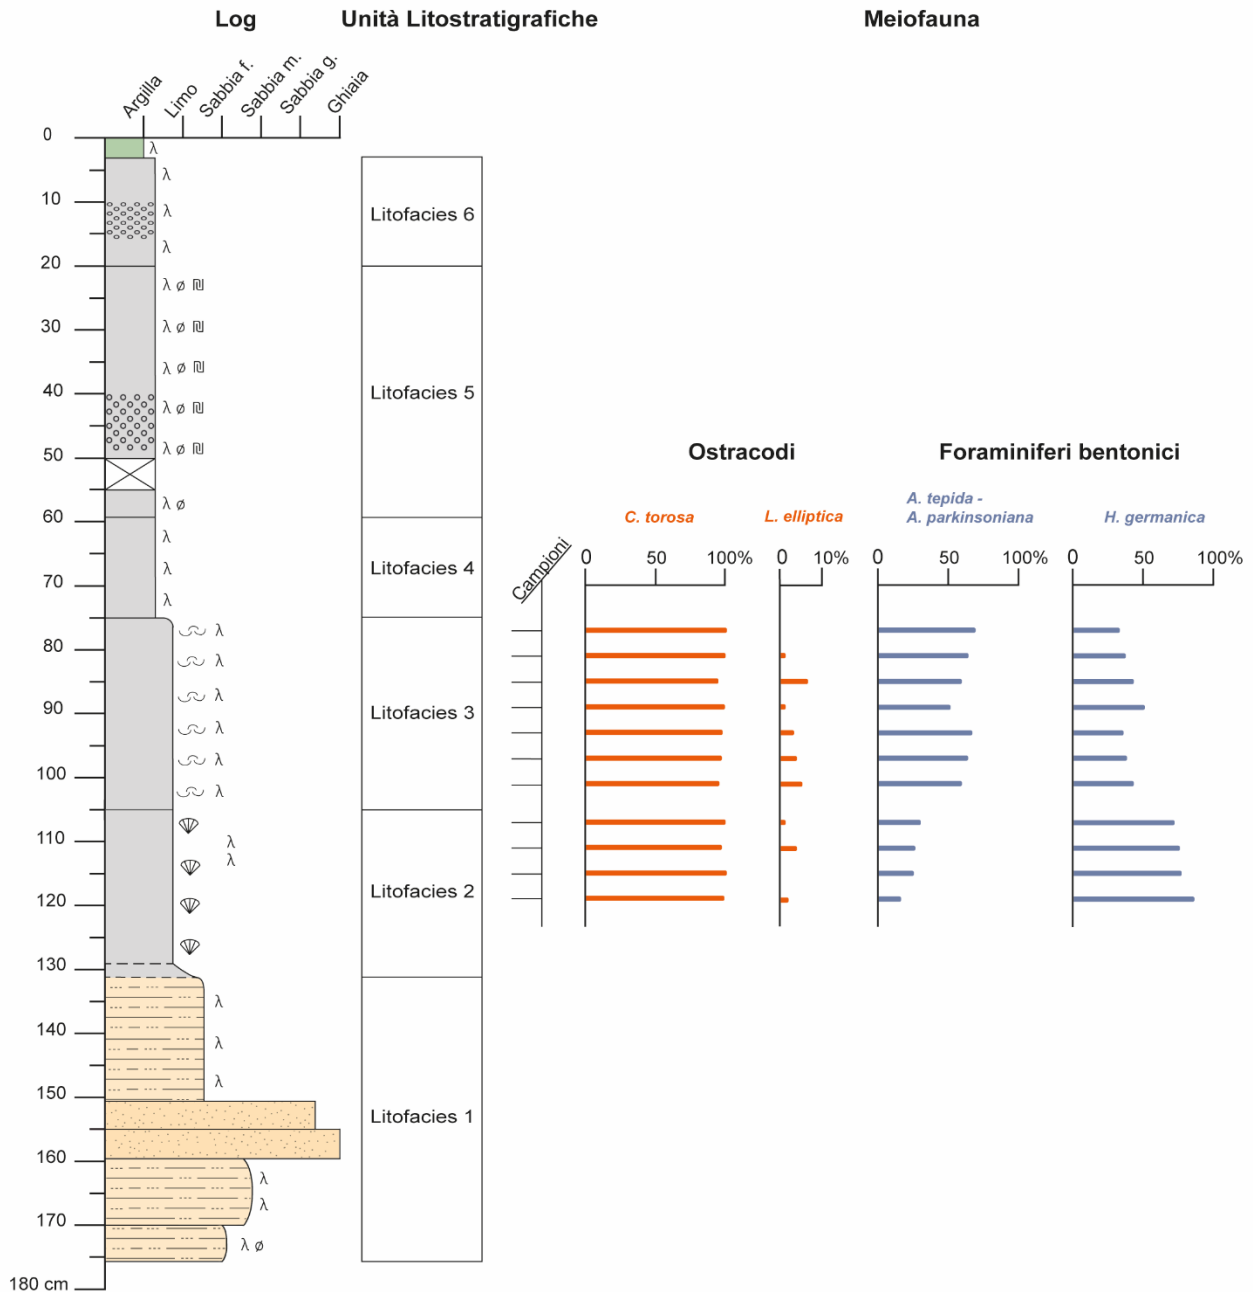 Log Unità Litostratigrafiche Meiofauna
Argilla Limo Sabbia f. Sabbia m. Sabbia g. Ghiaia
0
λ
λ
10
λ
Litofacies 6
λ
20
λ ø ₪
30
λ ø ₪
λ ø ₪
40
Litofacies 5
λ ø ₪
λ ø ₪
50
Ostracodi Foraminiferi bentonici
λ ø
A. tepida -
C. torosa L. elliptica A. parkinsoniana H. germanica
60
λ
Campioni
0 50 100% 0 10% 0 50 100% 0 50 100%
Litofacies 4
λ
70
λ
λ
80
λ
λ
90
Litofacies 3
λ
λ
100
λ
110
λ
λ
Litofacies 2
120
130
λ
140
λ
λ
150
Litofacies 1
160
λ
λ
170
λ ø
180 cm